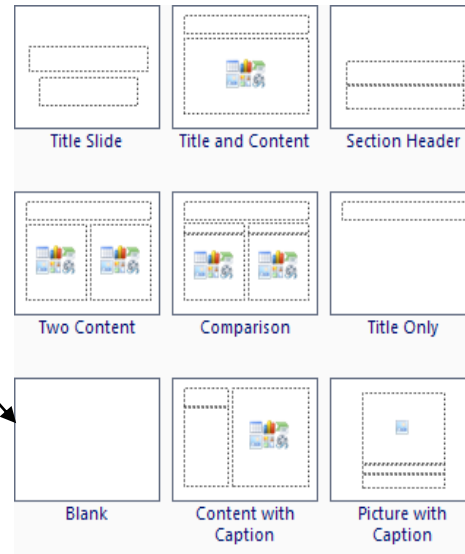 Title Slide
Title and Content
Section Header
Two Content
Comparison
Title Only
Blank
Content with
Caption
Picture with
Caption